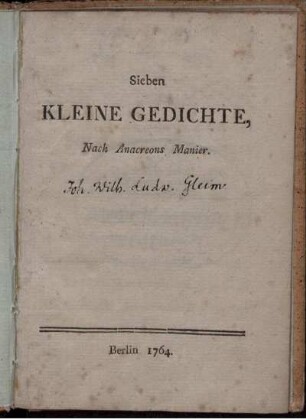 Sieben
KLEINE GEDICHTE,
Nach Anacreons Manier.
Joh. Wilh. Ludw. Gleim
Berlin 1764.